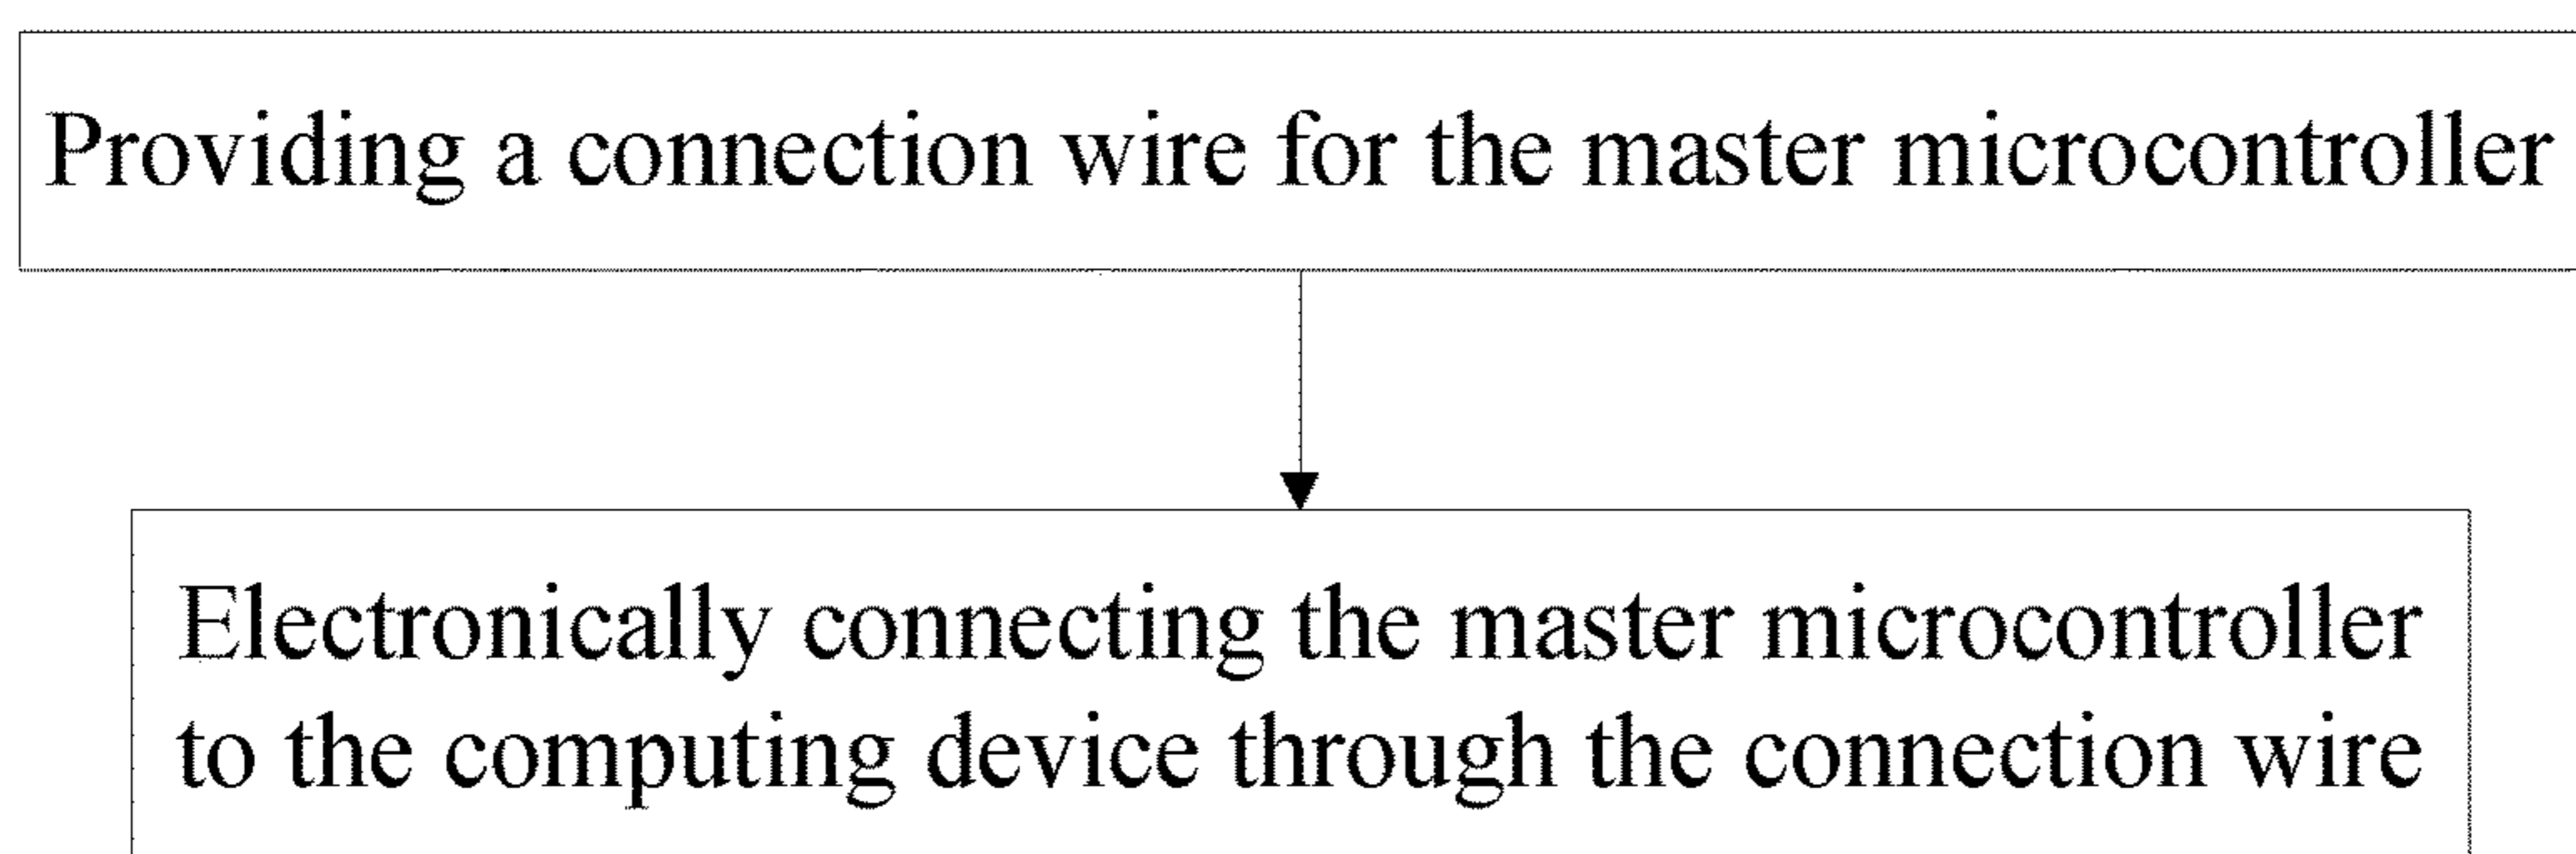 Providing a connection wire for the master microcontroller
Electronically connecting the master microcontroller
to the computing device through the connection wire